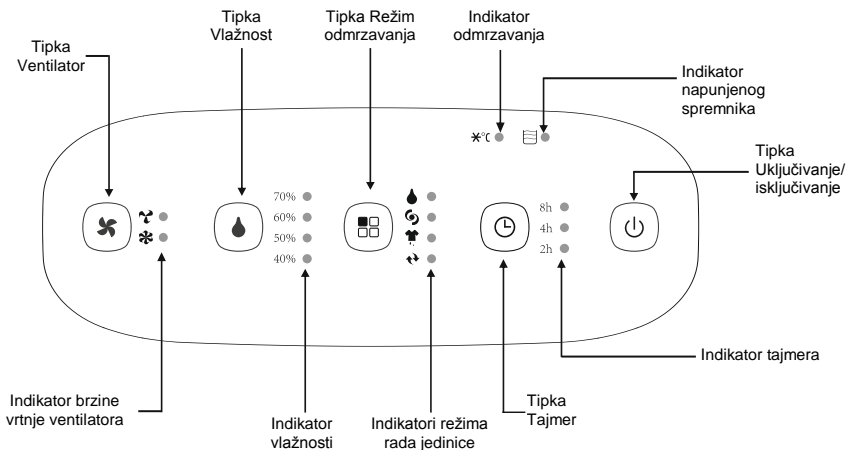 Tipka
Ventilator
Tipka
Vlažnost
Tipka Režim
odmrzavanja
Indikator
odmrzavanja
Indikator
napunjenog
spremnika
Tipka
Uključivanje/
isključivanje
°C
70%
60%
50%
40%
8h
4h
2h
Indikator tajmera
Indikator brzine
vrtnje ventilatora
Indikator
vlažnosti
Indikatori režima
rada jedinice
Tipka
Tajmer